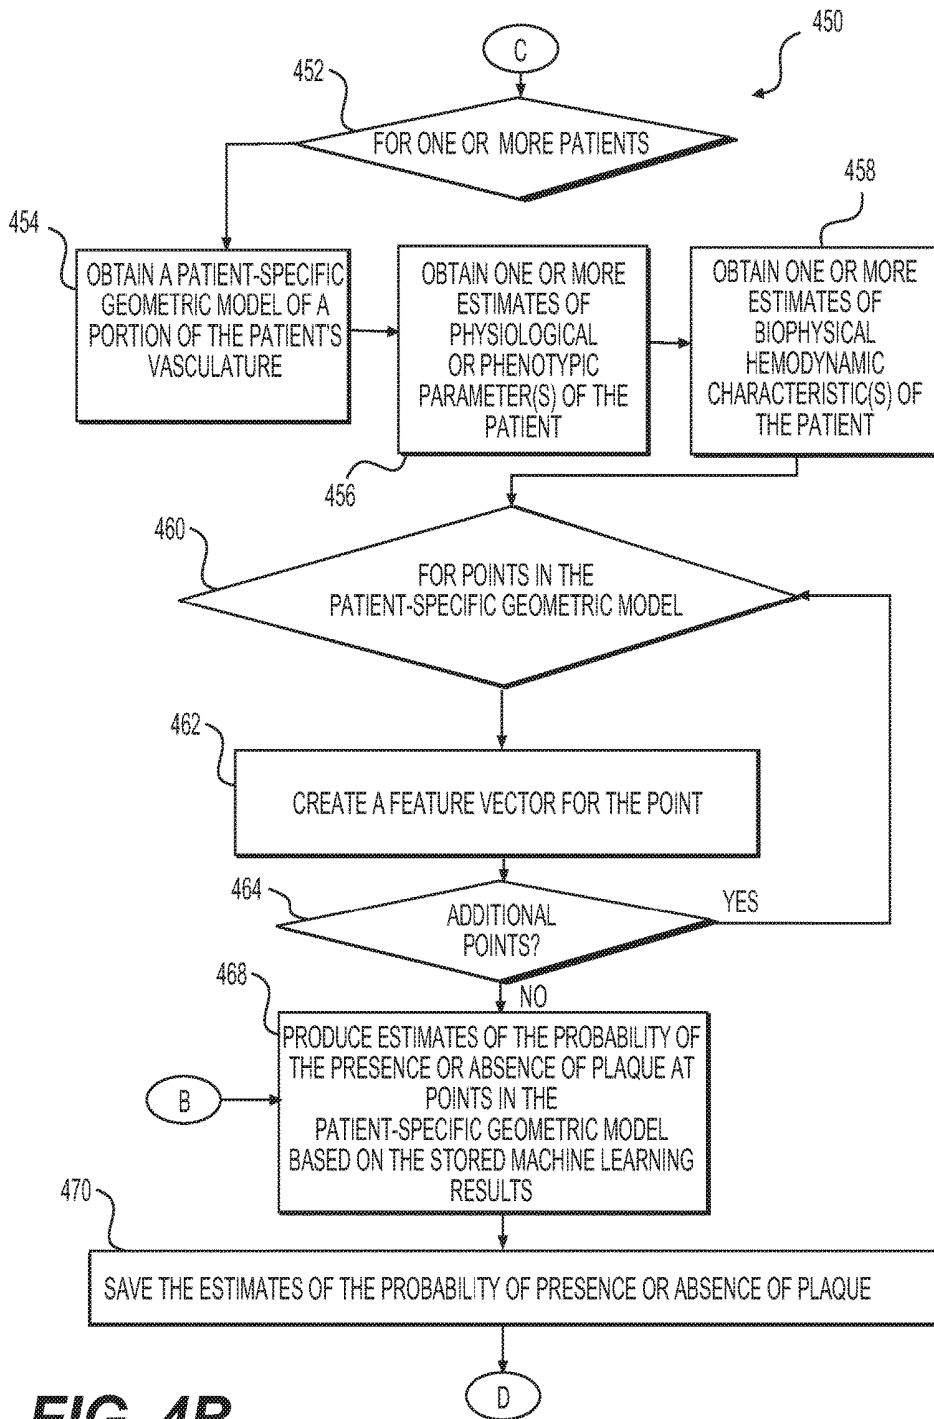 C
450
452
FOR ONE OR MORE PATIENTS
458
454
OBTAIN A PATIENT-SPECIFIC
GEOMETRIC MODEL OF A
PORTION OF THE PATIENT'S
VASCULATURE
OBTAIN ONE OR MORE
ESTIMATES OF
PHYSIOLOGICAL
OR PHENOTYPIC
PARAMETER(S) OF THE
PATIENT
OBTAIN ONE OR MORE
ESTIMATES OF
BIOPHYSICAL
HEMODYNAMIC
CHARACTERISTIC(S) OF
THE PATIENT
456
460
FOR POINTS IN THE
PATIENT-SPECIFIC GEOMETRIC MODEL
462
CREATE A FEATURE VECTOR FOR THE POINT
464
ADDITIONAL
POINTS?
YES
468
NO
PRODUCE ESTIMATES OF THE PROBABILITY OF
THE PRESENCE OR ABSENCE OF PLAQUE AT
POINTS IN THE
PATIENT-SPECIFIC GEOMETRIC MODEL
BASED ON THE STORED MACHINE LEARNING
RESULTS
B
470
SAVE THE ESTIMATES OF THE PROBABILITY OF PRESENCE OR ABSENCE OF PLAQUE
D
FIG. 4B